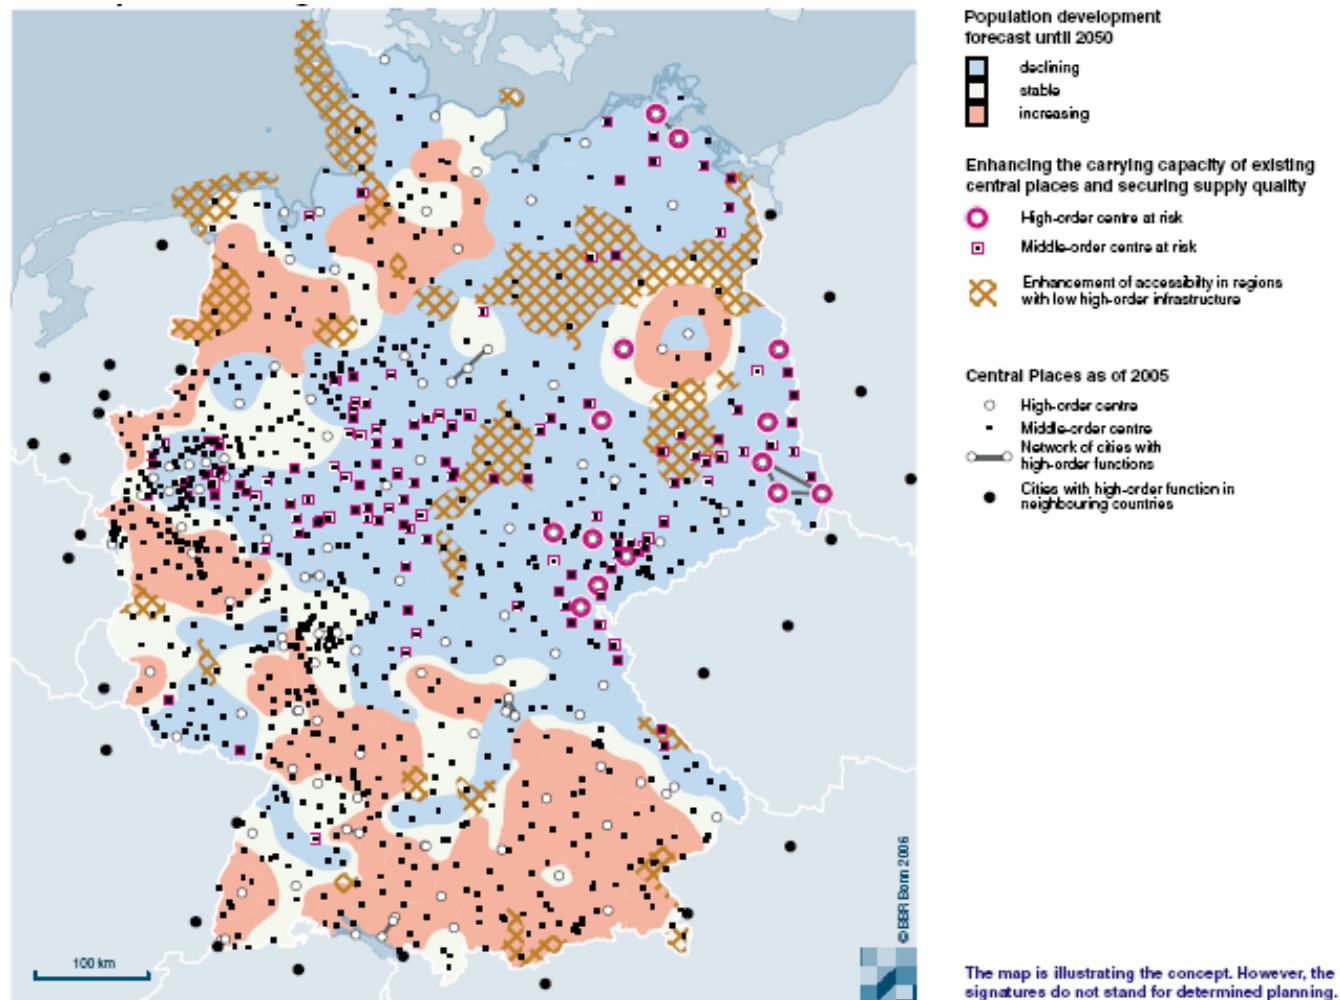 Population development
forecast until 2050
declining
stable
increasing
Enhancing the carrying capacity of existing
central places and securing supply quality
High-order centre at risk
Middle-order centre at risk
Enhancement of accessibilty in regions
with low high-order infrastructure
Central Places as of 2005
High-order centre
Middle-order centre
Network of cities with
high-order functions
Cities with high-order function in
neighbouring countries
© BBR Bonn 2006
100 km
The map is illustrating the concept. However, the
signatures do not stand for determined planning.